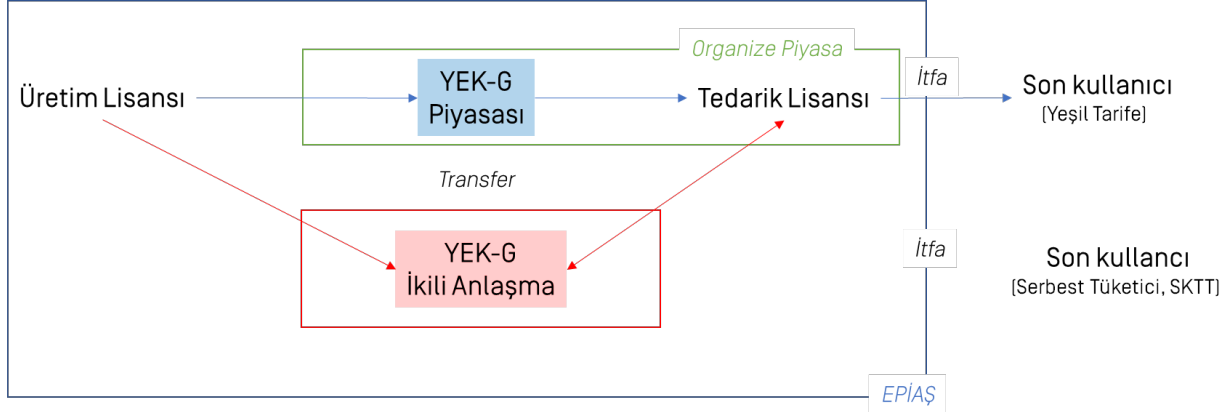 Organize Piyasa
Üretim Lisansı
YEK-G
Piyasası
Tedarik Lisansı
İtfa
Son kullanıcı
(Yeşil Tarife)
Transfer
YEK-G
İkili Anlaşma
İtfa
Son kullancı
(Serbest Tüketici, SKTT)
EPİAŞ